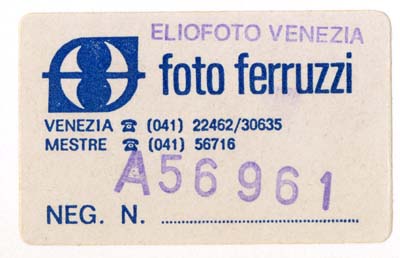 ELIOFOTO VENEZIA
foto ferruzzi
VENEZIA ☎ (041) 22462/30635
MESTRE ☎ (041) 56716
A56961
NEG. N. ..............................